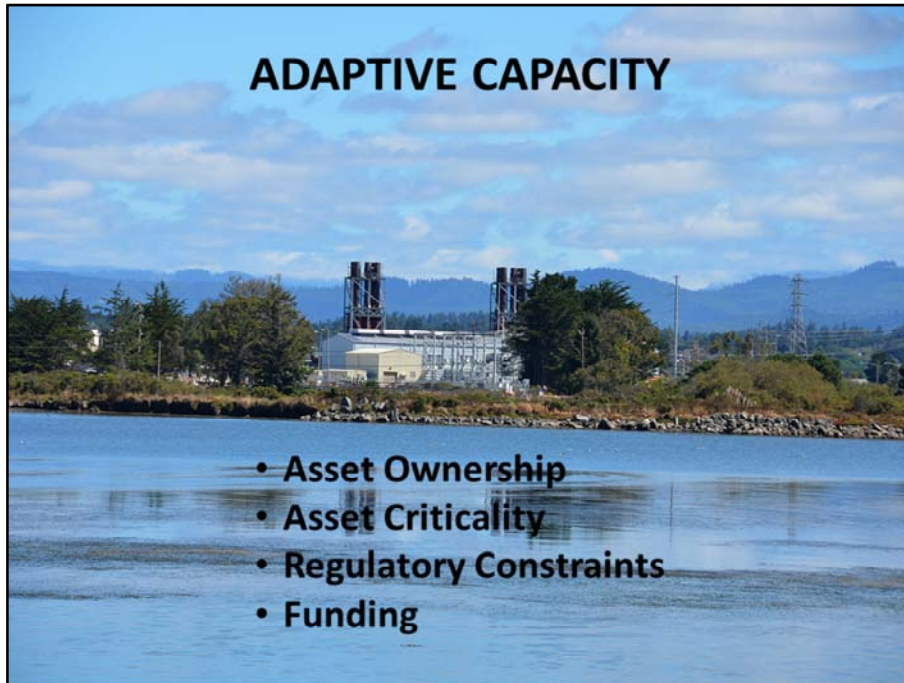 ADAPTIVE CAPACITY
• Asset Ownership
• Asset Criticality
• Regulatory Constraints
• Funding